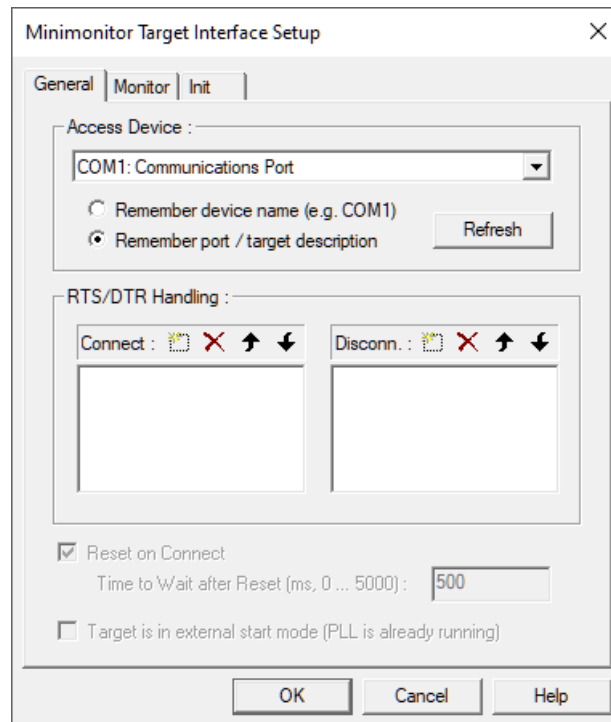 Minimonitor Target Interface Setup
General Monitor Init
Access Device :
COM1: Communications Port
Remember device name (e.g. COM1)
Remember port / target description
Refresh
RTS/DTR Handling :
Connect :
Disconn. :
Reset on Connect
Time to Wait after Reset (ms, 0 ... 5000) : 500
Target is in external start mode (PLL is already running)
OK Cancel Help